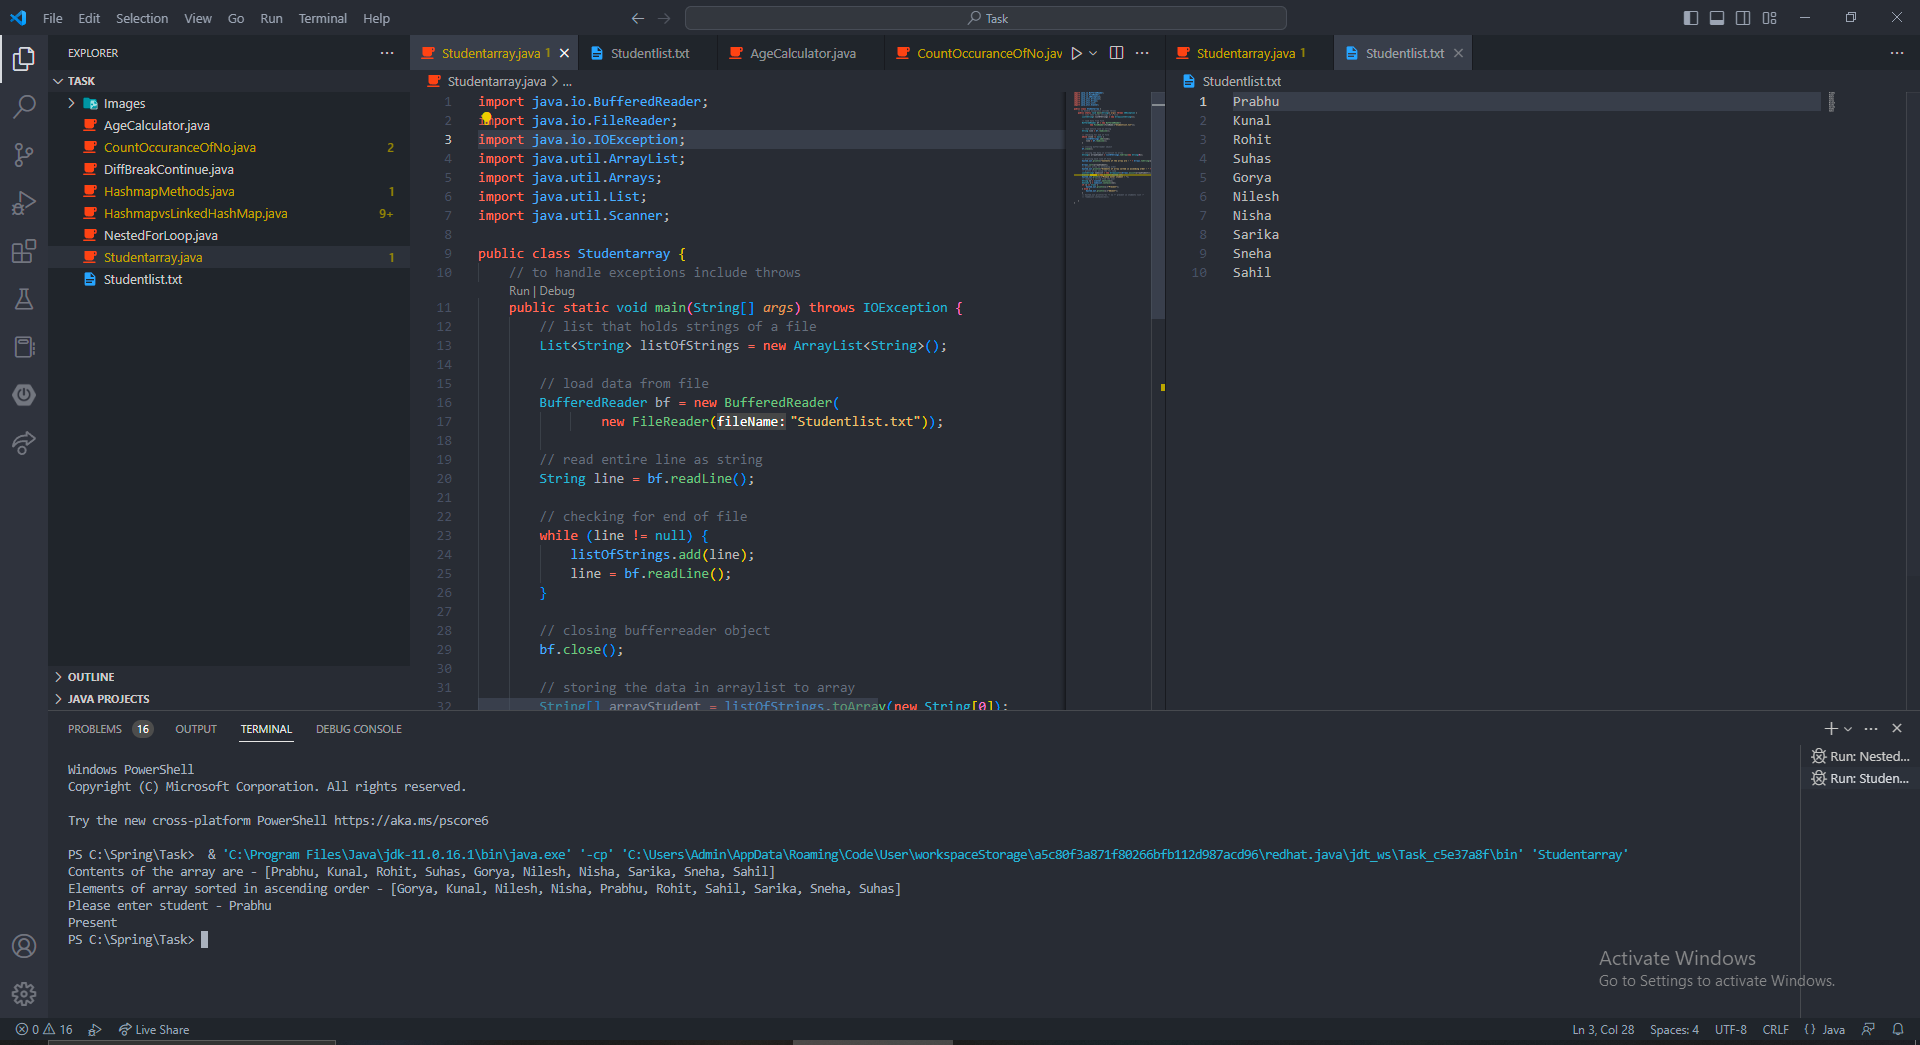 File Edit Selection View Go Run Terminal Help
Task
EXPLORER
TASK
Images
AgeCalculator.java
CountOccuranceOfNo.java 2
DiffBreakContinue.java
HashmapMethods.java 1
HashmapvsLinkedHashMap.java 9+
NestedForLoop.java
Studentarray.java 1
Studentlist.txt
OUTLINE
JAVA PROJECTS
Studentarray.java 1
Studentlist.txt
AgeCalculator.java
CountOccuranceOfNo.jav
Studentarray.java > ...
1 import java.io.BufferedReader;
2 import java.io.FileReader;
3 import java.io.IOException;
4 import java.util.ArrayList;
5 import java.util.Arrays;
6 import java.util.List;
7 import java.util.Scanner;
8
9 public class Studentarray {
10 // to handle exceptions include throws
Run | Debug
11 public static void main(String[] args) throws IOException {
12 // list that holds strings of a file
13 List<String> listOfStrings = new ArrayList<String>();
14
15 // load data from file
16 BufferedReader bf = new BufferedReader(
17 new FileReader(fileName: "Studentlist.txt"));
18
19 // read entire line as string
20 String line = bf.readLine();
21
22 // checking for end of file
23 while (line != null) {
24 listOfStrings.add(line);
25 line = bf.readLine();
26 }
27
28 // closing bufferreader object
29 bf.close();
30
31 // storing the data in arraylist to array
32 String[] arrayStudent = listOfStrings.toArray(new String[0]);
Studentarray.java 1
Studentlist.txt
Studentlist.txt
1 Prabhu
2 Kunal
3 Rohit
4 Suhas
5 Gorya
6 Nilesh
7 Nisha
8 Sarika
9 Sneha
10 Sahil
PROBLEMS 16 OUTPUT TERMINAL DEBUG CONSOLE
Run: Nested...
Run: Studen...
Windows PowerShell
Copyright (C) Microsoft Corporation. All rights reserved.
Try the new cross-platform PowerShell https://aka.ms/pscore6
PS C:\Spring\Task> & 'C:\Program Files\Java\jdk-11.0.16.1\bin\java.exe' '-cp' 'C:\Users\Admin\AppData\Roaming\Code\User\workspaceStorage\a5c80f3a871f80266bfb112d987acd96\redhat.java\jdt_ws\Task_c5e37a8f\bin' 'Studentarray'
Contents of the array are - [Prabhu, Kunal, Rohit, Suhas, Gorya, Nilesh, Nisha, Sarika, Sneha, Sahil]
Elements of array sorted in ascending order - [Gorya, Kunal, Nilesh, Nisha, Prabhu, Rohit, Sahil, Sarika, Sneha, Suhas]
Please enter student - Prabhu
Present
PS C:\Spring\Task>
Activate Windows
Go to Settings to activate Windows.
0 16 Live Share
Ln 3, Col 28 Spaces: 4 UTF-8 CRLF {} Java